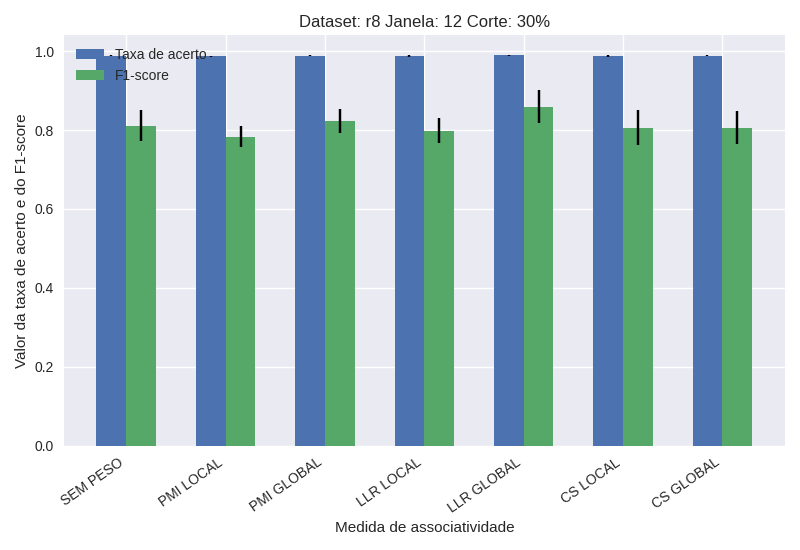 Dataset: r8 Janela: 12 Corte: 30%
Taxa de acerto
F1-score
Valor da taxa de acerto e do F1-score
1.0
0.8
0.6
0.4
0.2
0.0
SEM PESO
PMI LOCAL
PMI GLOBAL
LLR LOCAL
LLR GLOBAL
CS LOCAL
CS GLOBAL
Medida de associatividade